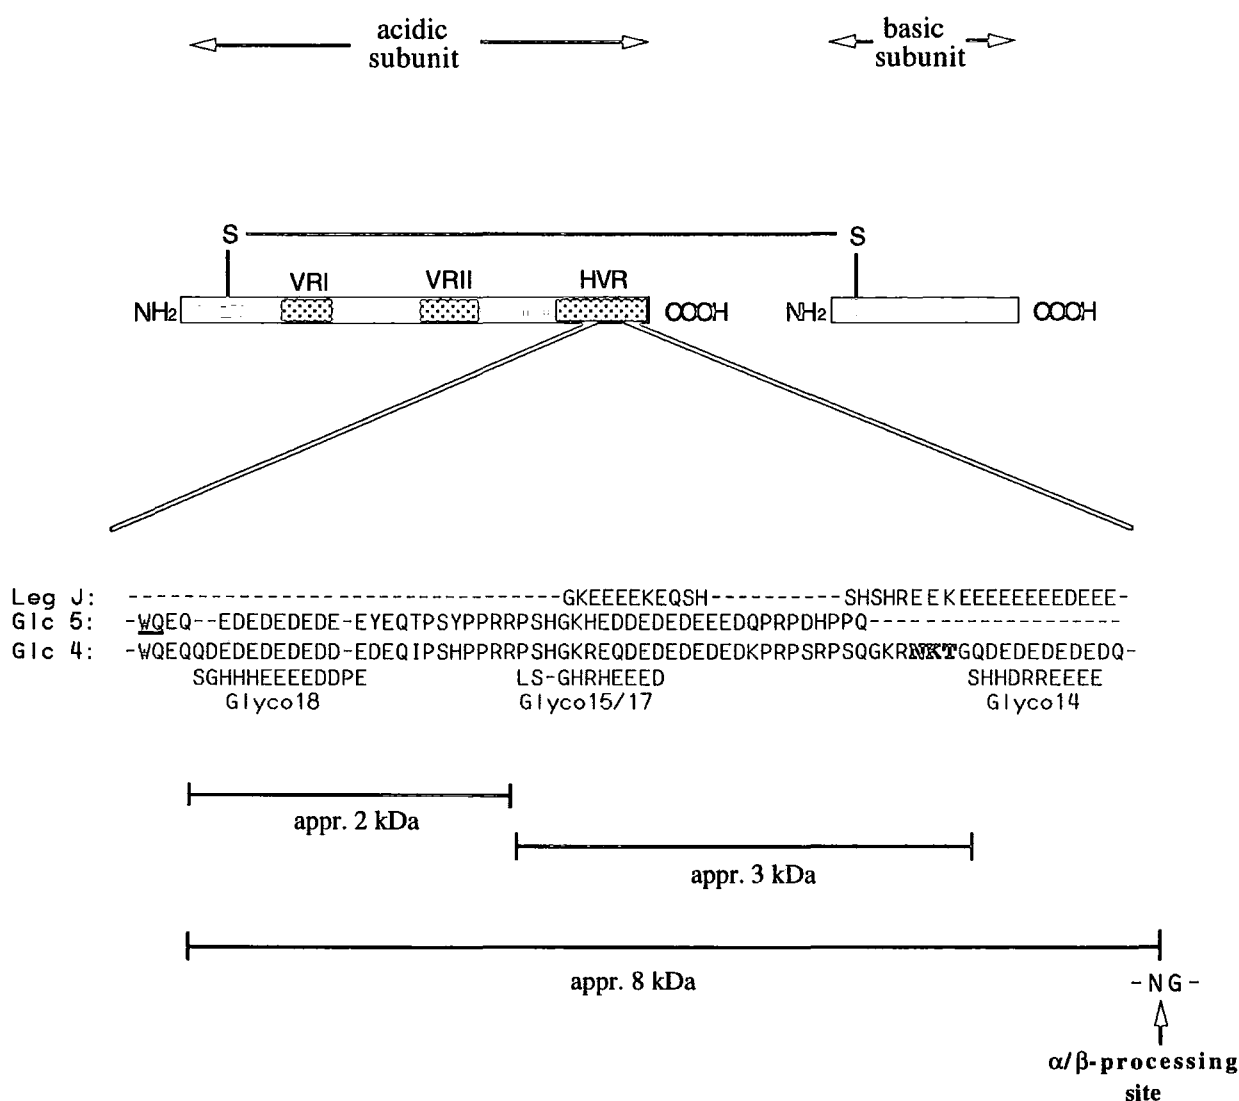 acidic
subunit
basic
subunit
S
S
VRI
VRII
HVR
NH2
COOH
NH2
COOH
Leg J: -----------------------------GKEEEEKEQSH----------SHSHREEKEEEEEEEEDEEE-
Glc 5: -WQEQ--EDEDEDEDE-EYEQTPSYPPRRPSHGKHEDDEDEDEEEDQPRPDHPPQ-----------------
Glc 4: -WQEQQDEDEDEDEDD-EDEQIPSHPPRRPSHGKREQDEDEDEDEDKPRPSRPSQGKRNKTGQDEDEDEDEDQ-
SGHHHEEEEDDPE
LS-GHRHEEED
SHHDRREEEE
Glyco18
Glyco15/17
Glyco14
appr. 2 kDa
appr. 3 kDa
appr. 8 kDa
-NG-
α/β-processing
site